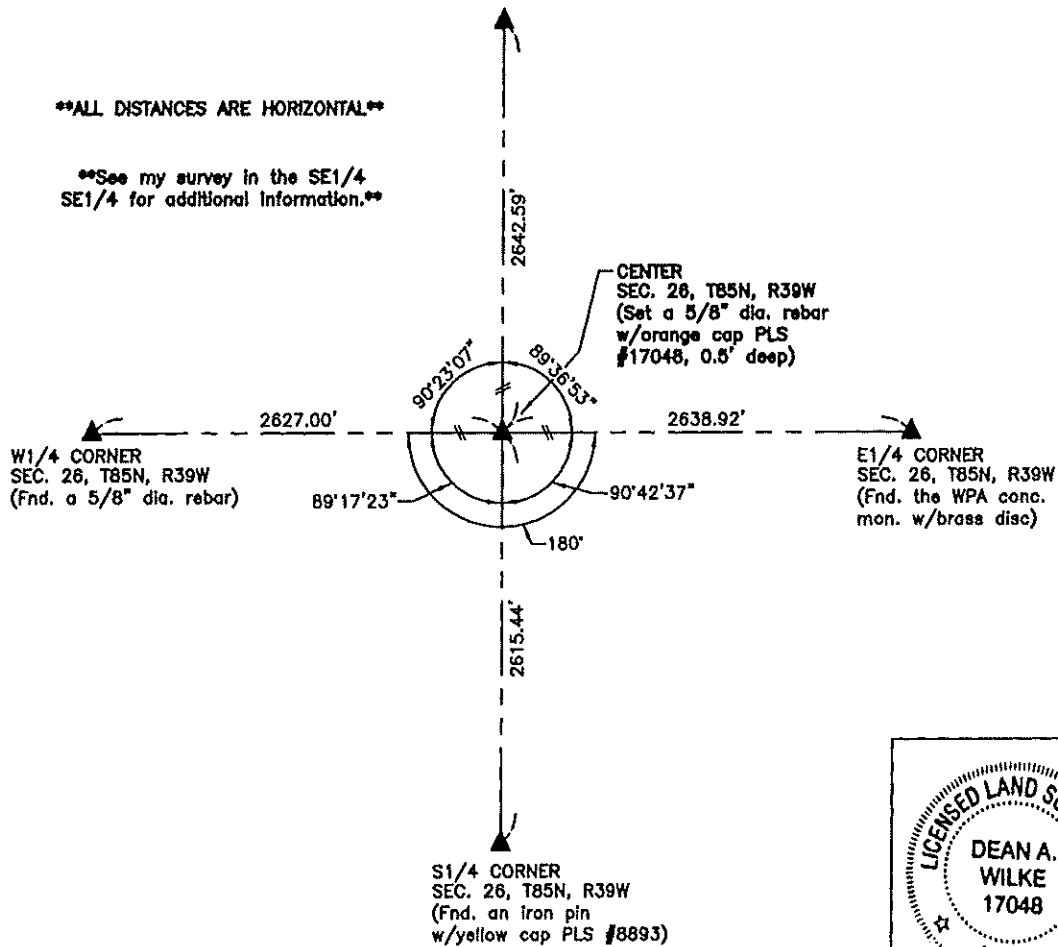 **ALL DISTANCES ARE HORIZONTAL**
**See my survey in the SE1/4
SE1/4 for additional information.**
2642.59'
CENTER
SEC. 26, T85N, R39W
(Set a 5/8" dia. rebar
w/orange cap PLS
#17048, 0.5' deep)
90°23'07"
89°36'53"
2627.00'
2638.92'
W1/4 CORNER
SEC. 26, T85N, R39W
(Fnd. a 5/8" dia. rebar)
E1/4 CORNER
SEC. 26, T85N, R39W
(Fnd. the WPA conc.
mon. w/brass disc)
89°17'23"
90°42'37"
180°
2615.44'
S1/4 CORNER
SEC. 26, T85N, R39W
(Fnd. an iron pin
w/yellow cap PLS #8893)
LICENSED LAND
DEAN A.
WILKE
17048